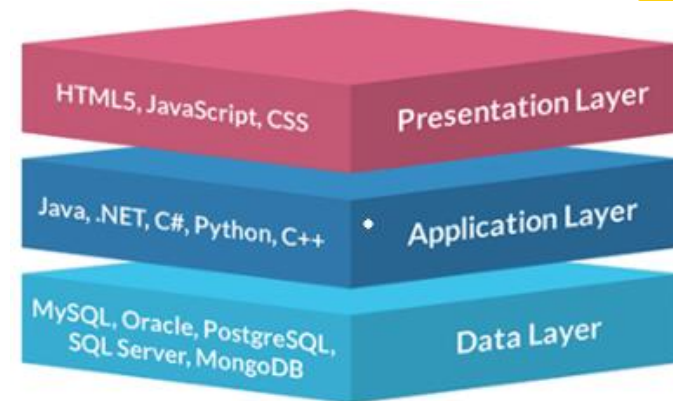 HTML5, JavaScript, CSS
Presentation Layer
Java, .NET, C#, Python, C++
Application Layer
MySQL, Oracle, PostgreSQL,
SQL Server, MongoDB
Data Layer